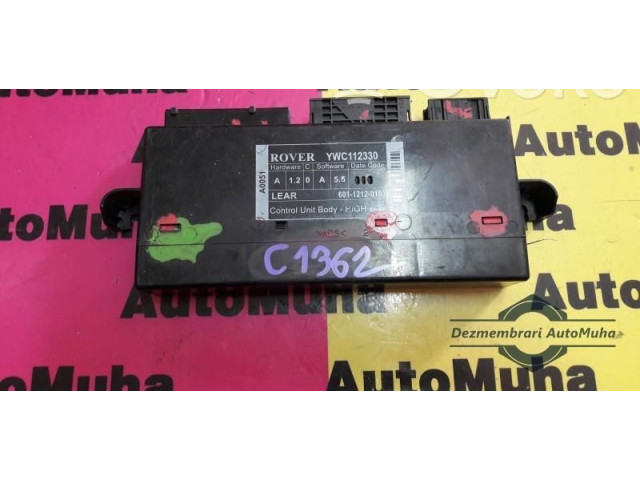 AutoMuha
AutoMuha
ROVER YWC112330
Hardware C Software Date Code
A 1.2 0 A 5.5
LEAR
Control Unit Body - HIGH
A0051
C1362
AutoMuha
AutoMuha
Dezmembrari AutoMuha
AutoMuha